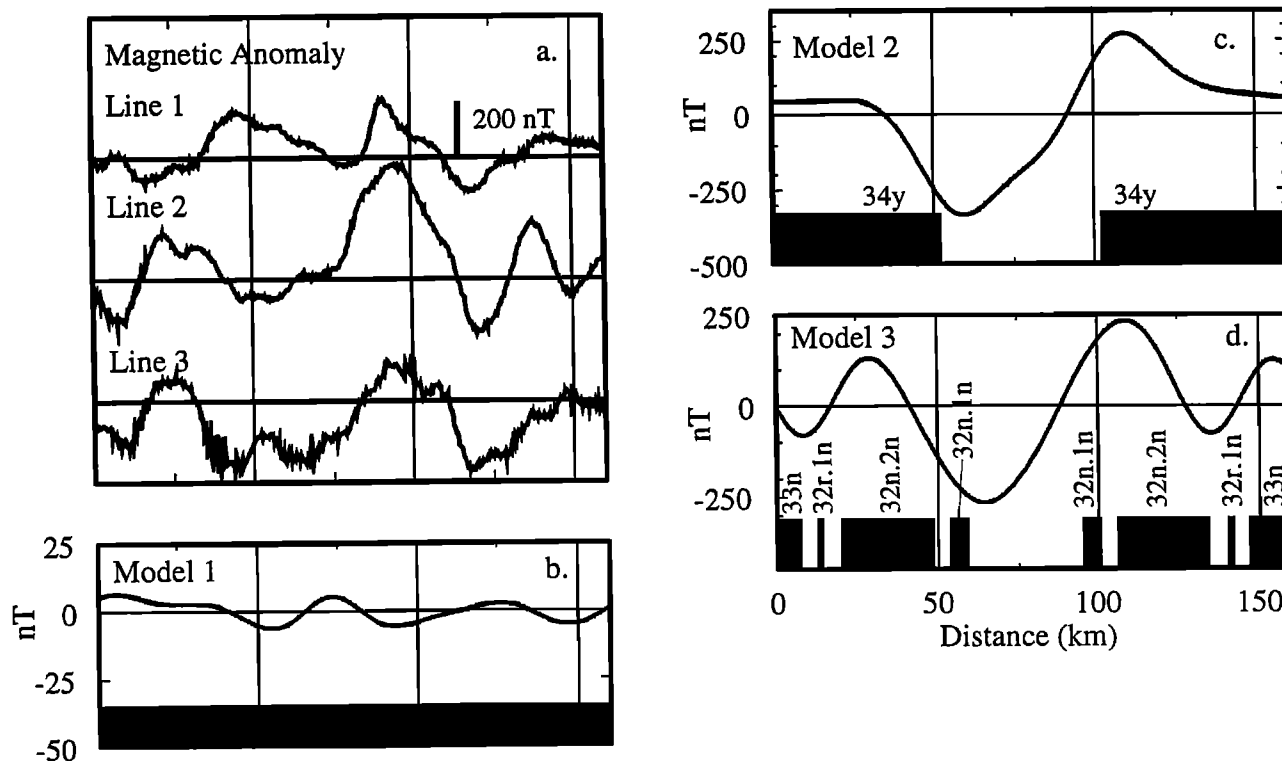 Magnetic Anomaly
a.
Line 1
200 nT
Line 2
Line 3
25
0
-25
-50
nT
Model 1
b.
250
0
-250
-500
nT
Model 2
c.
34y
34y
250
0
-250
nT
Model 3
d.
33n
32r.1n
32n.2n
32n.1n
32n.1n
32n.2n
32r.1n
33n
0
50
100
150
Distance (km)